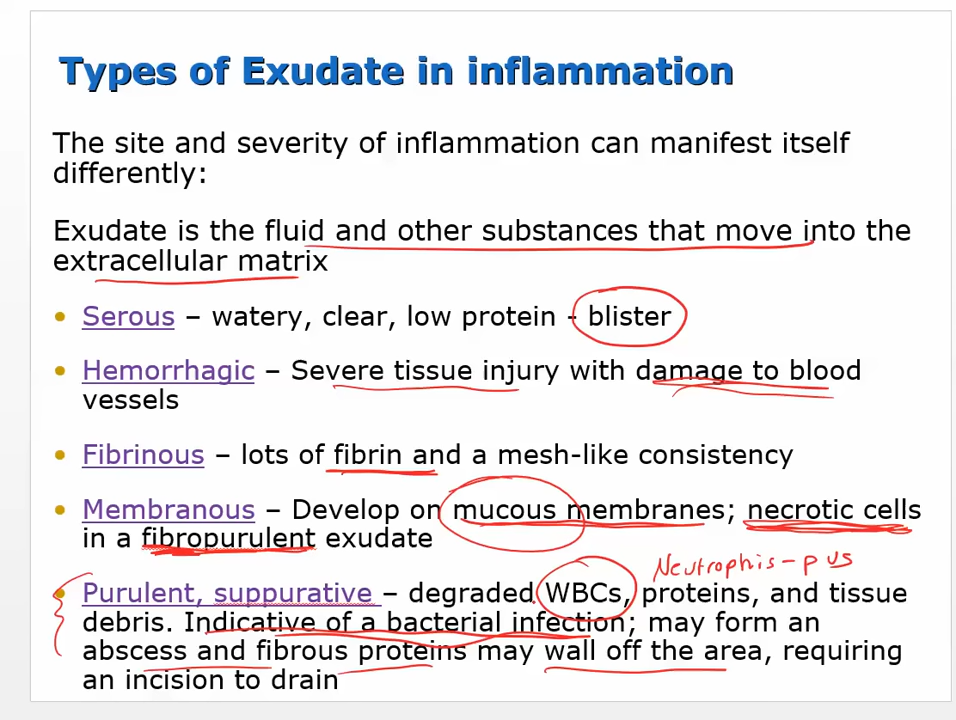 Types of Exudate in inflammation
The site and severity of inflammation can manifest itself
differently:
Exudate is the fluid and other substances that move into the
extracellular matrix
• Serous – watery, clear, low protein - blister
• Hemorrhagic – Severe tissue injury with damage to blood
vessels
• Fibrinous – lots of fibrin and a mesh-like consistency
• Membranous – Develop on mucous membranes; necrotic cells
in a fibropurulent exudate
Neutrophis - pus
• Purulent, suppurative – degraded WBCs, proteins, and tissue
debris. Indicative of a bacterial infection; may form an
abscess and fibrous proteins may wall off the area, requiring
an incision to drain